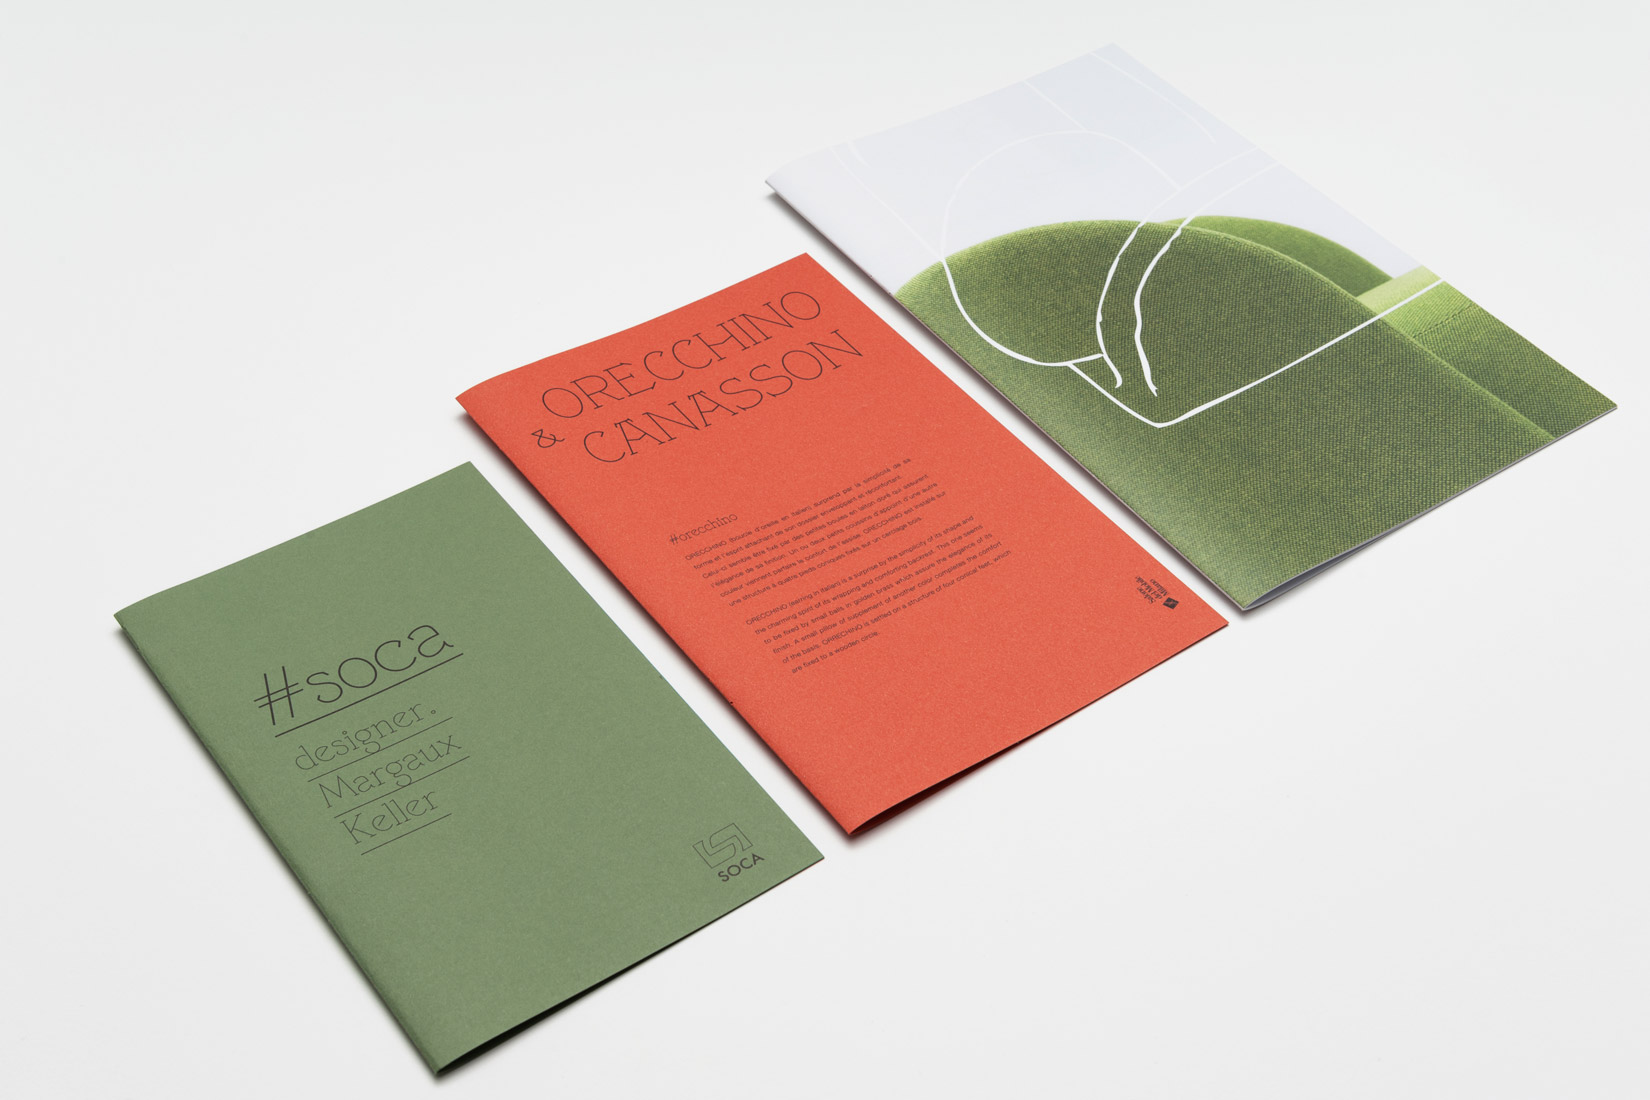 #soca
designer.
Margaux
Keller
SOCA
ORECCHINO
& CANASSON
#orecchino
ORECCHINO (boucle d'oreille en italien), surprend par la simplicité de sa
forme et l'esprit attachant de son dossier enveloppant et réconfortant.
Celui-ci semble être fixé par des petites boules en laiton doré qui assurent
l'élégance de sa finition. Un ou deux petits coussins d'appoint d'une autre
couleur viennent parfaire le confort de l'assise. ORECCHINO est installé sur
une structure à quatre pieds coniques fixés sur un cerclage bois.
ORECCHINO (earring in Italian) is a surprise by the simplicity of its shape and
the charming spirit of its wrapping and comforting backrest. This one seems
to be fixed by small balls in golden brass which assure the elegance of its
finish. A small pillow of supplement of another color completes the comfort
of the basis. ORRECHINO is settled on a structure of four conical feet, which
are fixed to a wooden circle.
Salone
del Mobile
Milano